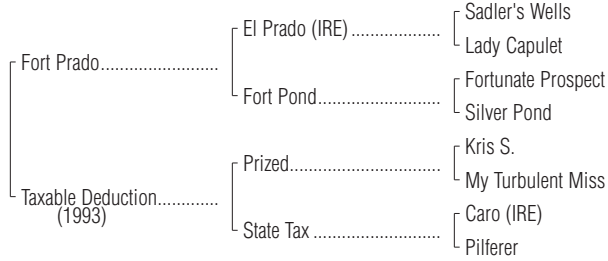 Sadler's Wells
El Prado (IRE) ....................
Lady Capulet
Fort Prado..........................
Fortunate Prospect
Fort Pond...........................
Silver Pond
Kris S.
Prized.................................
My Turbulent Miss
Taxable Deduction.............
(1993)
Caro (IRE)
State Tax ...........................
Pilferer